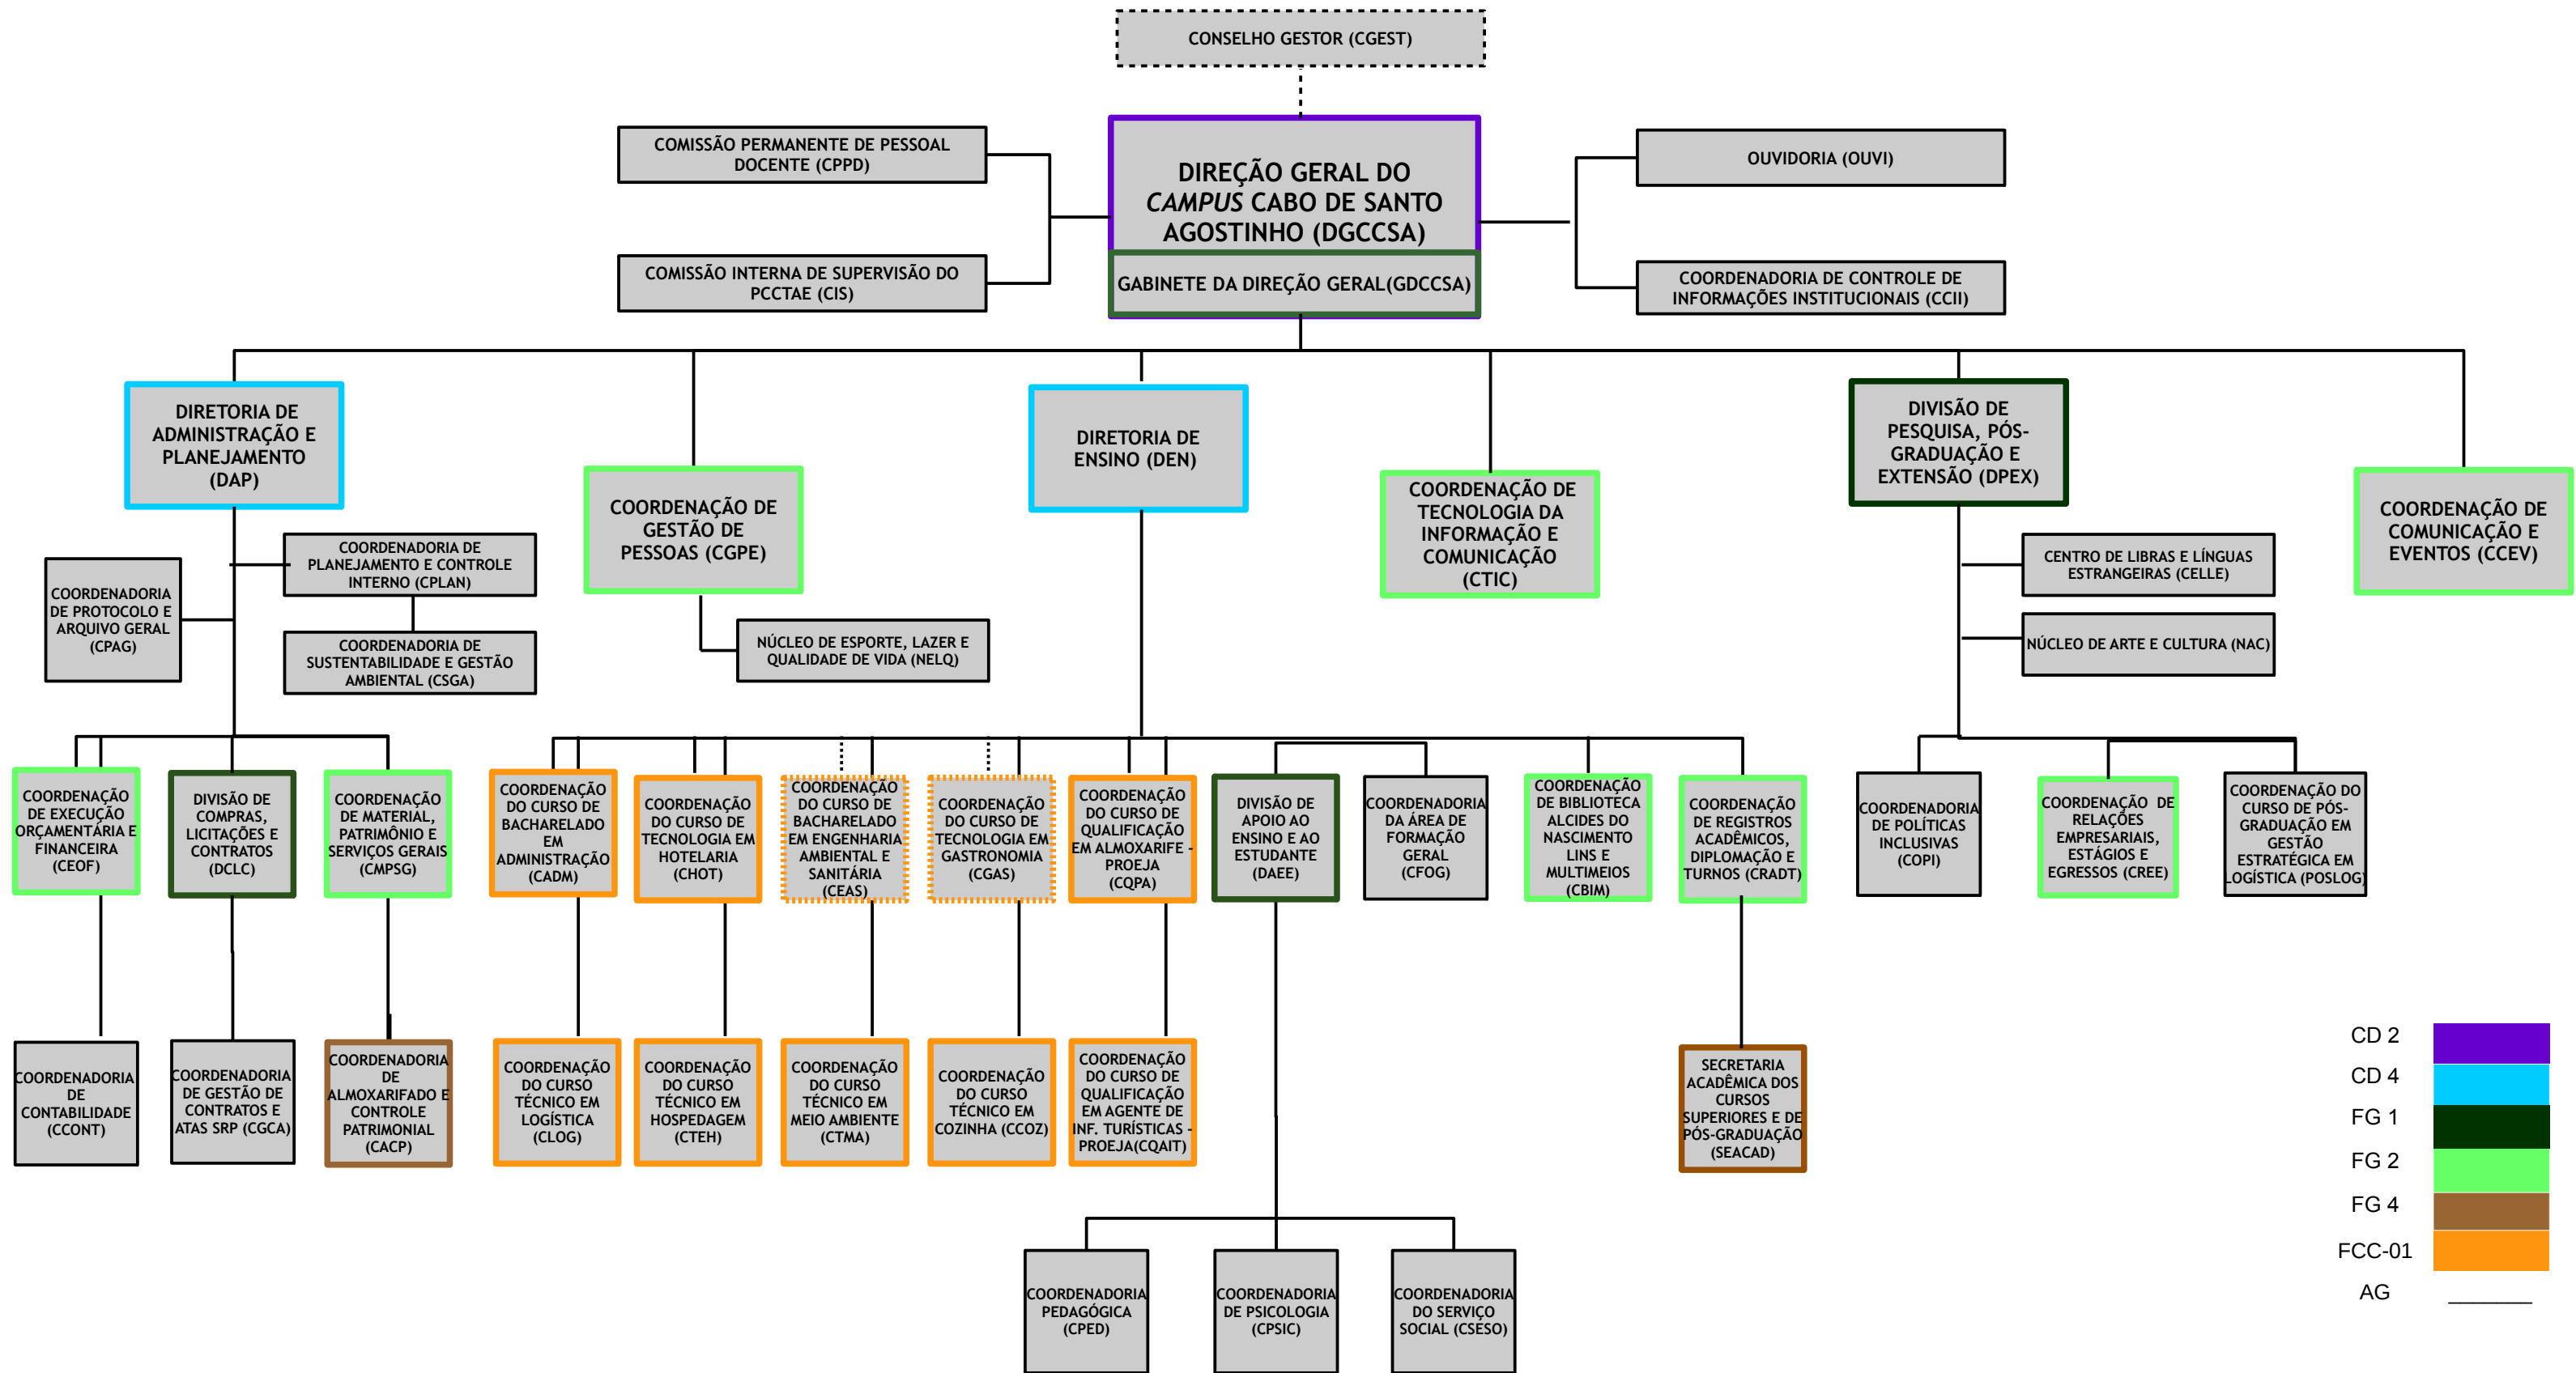 CONSELHO GESTOR (CGEST)
COMISSÃO PERMANENTE DE PESSOAL
DOCENTE (CPPD)
COMISSÃO INTERNA DE SUPERVISÃO DO
PCCTAE (CIS)
DIREÇÃO GERAL DO
CAMPUS CABO DE SANTO
AGOSTINHO (DGCCSA)
GABINETE DA DIREÇÃO GERAL(GDCCSA)
OUVIDORIA (OUVI)
COORDENADORIA DE CONTROLE DE
INFORMAÇÕES INSTITUCIONAIS (CCII)
DIRETORIA DE
ADMINISTRAÇÃO E
PLANEJAMENTO
(DAP)
COORDENAÇÃO DE
GESTÃO DE
PESSOAS (CGPE)
DIRETORIA DE
ENSINO (DEN)
COORDENAÇÃO DE
TECNOLOGIA DA
INFORMAÇÃO E
COMUNICAÇÃO
(CTIC)
DIVISÃO DE
PESQUISA, PÓS-
GRADUAÇÃO E
EXTENSÃO (DPEX)
COORDENAÇÃO DE
COMUNICAÇÃO E
EVENTOS (CCEV)
COORDENADORIA
DE PROTOCOLO E
ARQUIVO GERAL
(CPAG)
COORDENADORIA DE
PLANEJAMENTO E CONTROLE
INTERNO (CPLAN)
COORDENADORIA DE
SUSTENTABILIDADE E GESTÃO
AMBIENTAL (CSGA)
NÚCLEO DE ESPORTE, LAZER E
QUALIDADE DE VIDA (NELQ)
CENTRO DE LIBRAS E LÍNGUAS
ESTRANGEIRAS (CELLE)
NÚCLEO DE ARTE E CULTURA (NAC)
COORDENAÇÃO
DE EXECUÇÃO
ORÇAMENTÁRIA E
FINANCEIRA
(CEOF)
DIVISÃO DE
COMPRAS,
LICITAÇÕES E
CONTRATOS
(DCLC)
COORDENAÇÃO
DE MATERIAL,
PATRIMÔNIO E
SERVIÇOS GERAIS
(CMPSG)
COORDENAÇÃO
DO CURSO DE
BACHARELADO
EM
ADMINISTRAÇÃO
(CADM)
COORDENAÇÃO
DO CURSO DE
TECNOLOGIA EM
HOTELARIA
(CHOT)
COORDENAÇÃO
DO CURSO DE
BACHARELADO
EM ENGENHARIA
AMBIENTAL E
SANITÁRIA
(CEAS)
COORDENAÇÃO
DO CURSO DE
TECNOLOGIA EM
GASTRONOMIA
(CGAS)
COORDENAÇÃO
DO CURSO DE
QUALIFICAÇÃO
EM ALMOXARIFE -
PROEJA
(CQPA)
DIVISÃO DE
APOIO AO
ENSINO E AO
ESTUDANTE
(DAEE)
COORDENADORIA
DA ÁREA DE
FORMAÇÃO
GERAL
(CFOG)
COORDENAÇÃO
DE BIBLIOTECA
ALCIDES DO
NASCIMENTO
LINS E
MULTIMEIOS
(CBIM)
COORDENAÇÃO
DE REGISTROS
ACADÊMICOS,
DIPLOMAÇÃO E
TURNOS (CRADT)
COORDENADORIA
DE POLÍTICAS
INCLUSIVAS
(COPI)
COORDENAÇÃO DE
RELAÇÕES
EMPRESARIAIS,
ESTÁGIOS E
EGRESSOS (CREE)
COORDENAÇÃO DO
CURSO DE PÓS-
GRADUAÇÃO EM
GESTÃO
ESTRATÉGICA EM
LOGÍSTICA (POSLOG)
COORDENADORIA
DE
CONTABILIDADE
(CCONT)
COORDENADORIA
DE GESTÃO DE
CONTRATOS E
ATAS SRP (CGCA)
COORDENADORIA
DE
ALMOXARIFADO E
CONTROLE
PATRIMONIAL
(CACP)
COORDENAÇÃO
DO CURSO
TÉCNICO EM
LOGÍSTICA
(CLOG)
COORDENAÇÃO
DO CURSO
TÉCNICO EM
HOSPEDAGEM
(CTEH)
COORDENAÇÃO
DO CURSO
TÉCNICO EM
MEIO AMBIENTE
(CTMA)
COORDENAÇÃO
DO CURSO
TÉCNICO EM
COZINHA (CCOZ)
COORDENAÇÃO
DO CURSO DE
QUALIFICAÇÃO
EM AGENTE DE
INF. TURÍSTICAS -
PROEJA(CQAIT)
SECRETARIA
ACADÊMICA DOS
CURSOS
SUPERIORES E DE
PÓS-GRADUAÇÃO
(SEACAD)
COORDENADORIA
PEDAGÓGICA
(CPED)
COORDENADORIA
DE PSICOLOGIA
(CPSIC)
COORDENADORIA
DO SERVIÇO
SOCIAL (CSESO)
CD 2
CD 4
FG 1
FG 2
FG 4
FCC-01
AG _______